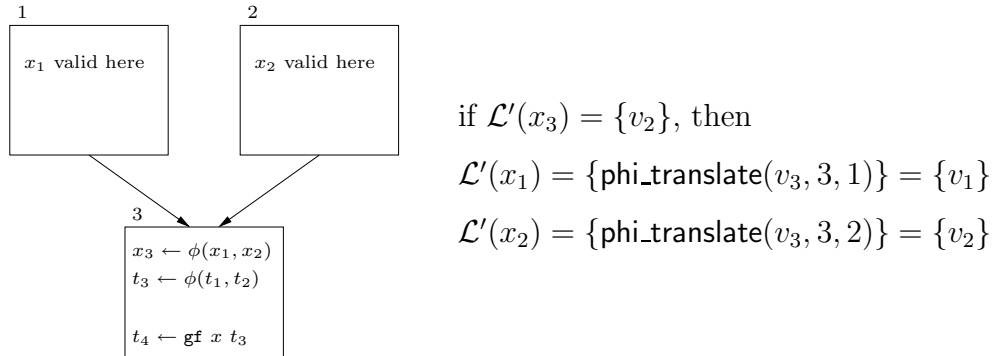 1
x₁ valid here
2
x₂ valid here
3
x₃ ← ϕ(x₁, x₂)
t₃ ← ϕ(t₁, t₂)
t₄ ← gf x t₃
if 𝓛′(x₃) = {v₂}, then
𝓛′(x₁) = {phi_translate(v₃, 3, 1)} = {v₁}
𝓛′(x₂) = {phi_translate(v₃, 3, 2)} = {v₂}